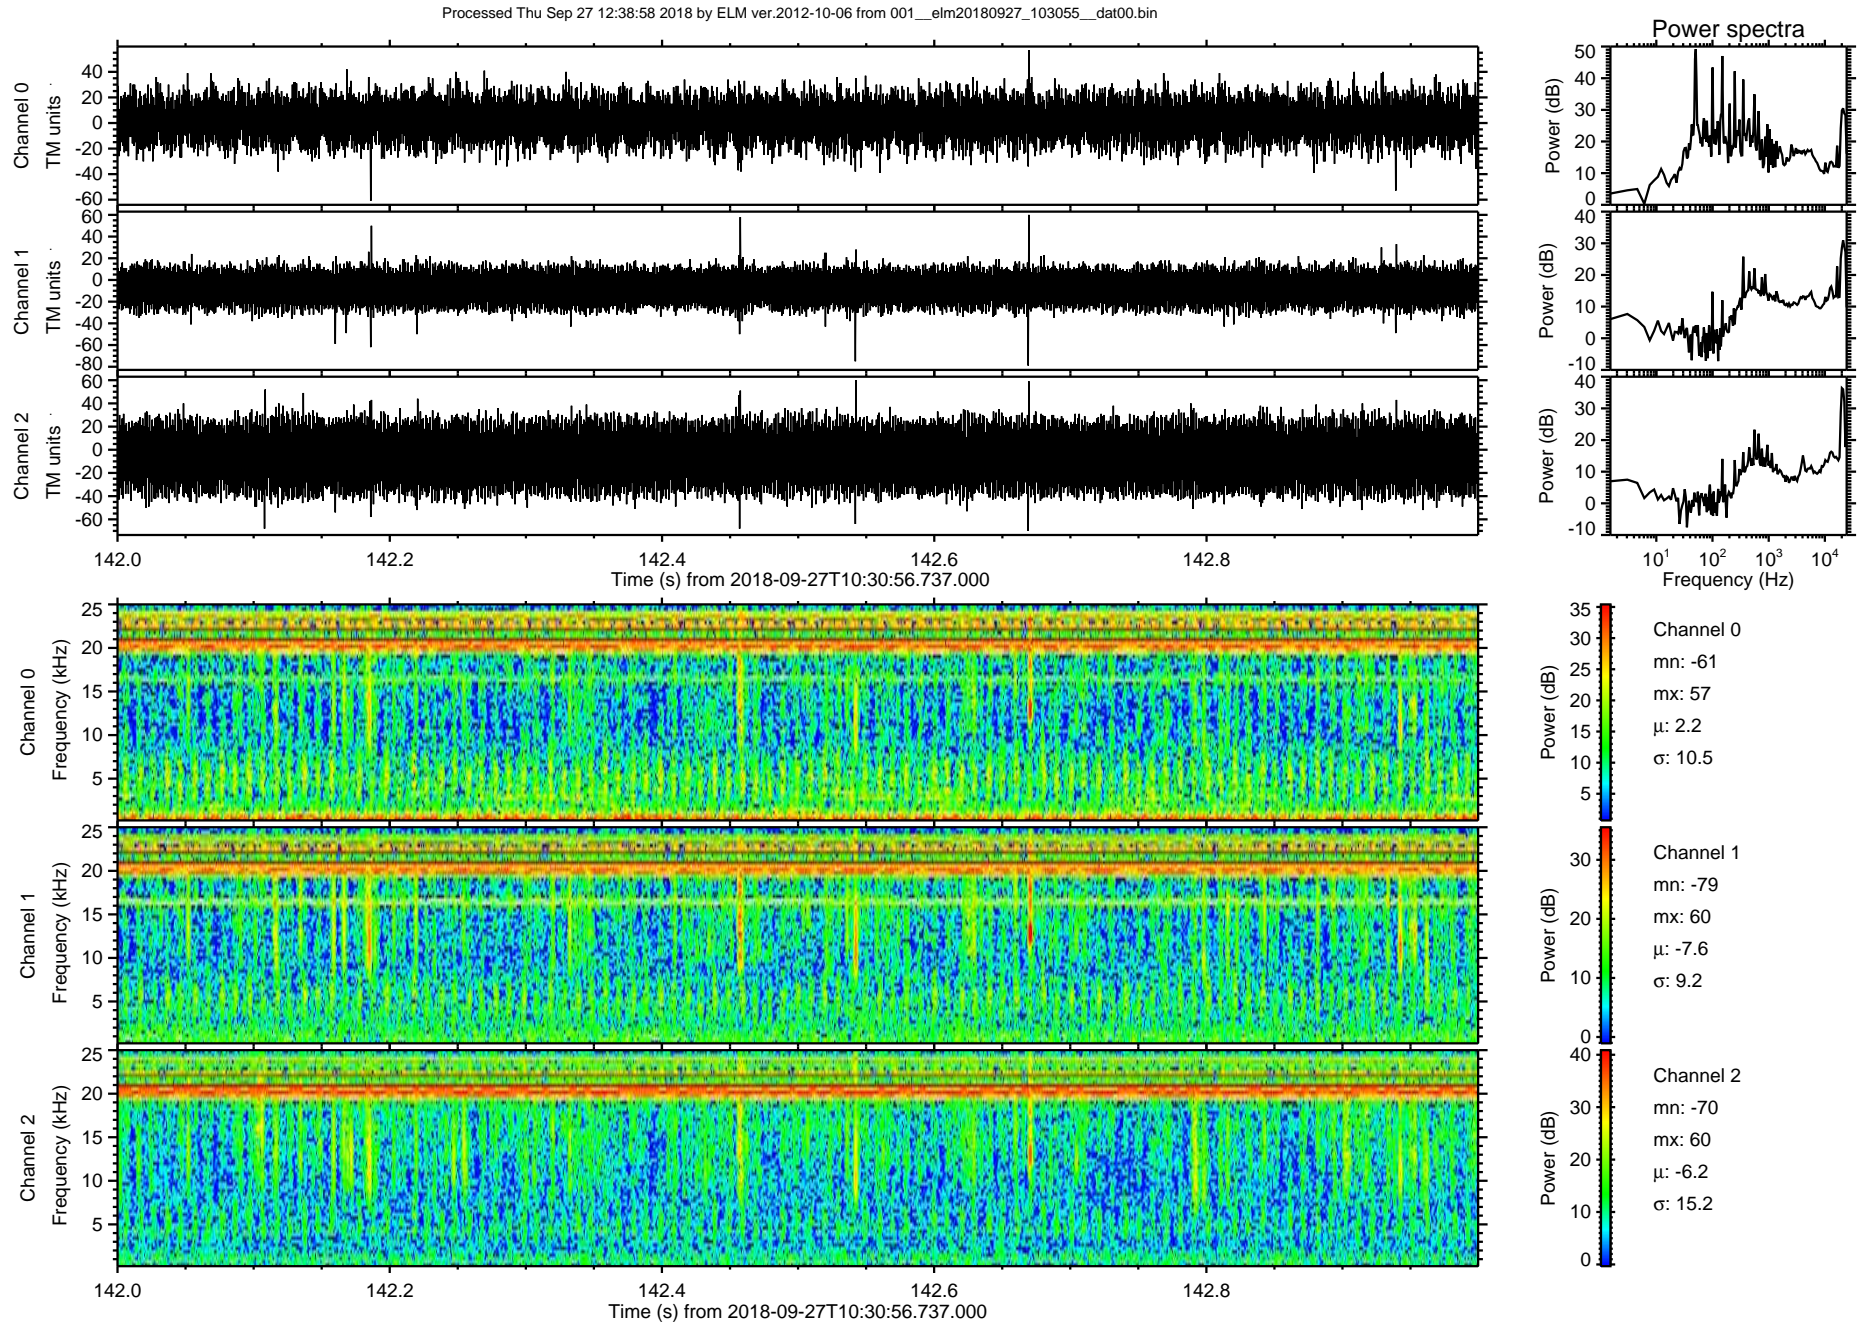 Processed Thu Sep 27 12:38:58 2018 by ELM ver.2012-10-06 from 001__elm20180927_103055__dat00.bin
Power spectra
Channel 0
TM units
40
20
0
-20
-40
-60
Power (dB)
50
40
30
20
10
0
Channel 1
TM units
60
40
20
0
-20
-40
-60
-80
Power (dB)
40
30
20
10
0
-10
Channel 2
TM units
60
40
20
0
-20
-40
-60
Power (dB)
40
30
20
10
0
-10
142.0 142.2 142.4 142.6 142.8
Time (s) from 2018-09-27T10:30:56.737.000
10¹ 10² 10³ 10⁴
Frequency (Hz)
Channel 0
Frequency (kHz)
25
20
15
10
5
Power (dB)
35
30
25
20
15
10
5
Channel 0
mn: -61
mx: 57
µ: 2.2
σ: 10.5
Channel 1
Frequency (kHz)
25
20
15
10
5
Power (dB)
30
20
10
0
Channel 1
mn: -79
mx: 60
µ: -7.6
σ: 9.2
Channel 2
Frequency (kHz)
25
20
15
10
5
Power (dB)
40
30
20
10
0
Channel 2
mn: -70
mx: 60
µ: -6.2
σ: 15.2
142.0 142.2 142.4 142.6 142.8
Time (s) from 2018-09-27T10:30:56.737.000